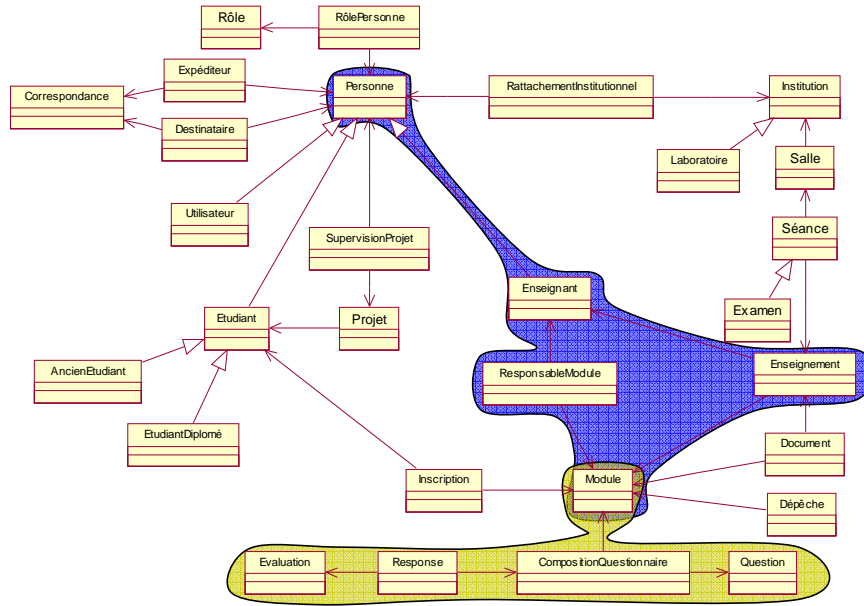 Rôle
RôlePersonne
Expéditeur
Personne
RattachementInstitutionnel
Institution
Correspondance
Destinataire
Laboratoire
Salle
Utilisateur
SupervisionProjet
Séance
Enseignant
Examen
Etudiant
Projet
AncienEtudiant
ResponsableModule
Enseignement
EtudiantDiplomé
Document
Inscription
Module
Dépêche
Evaluation
Response
CompositionQuestionnaire
Question